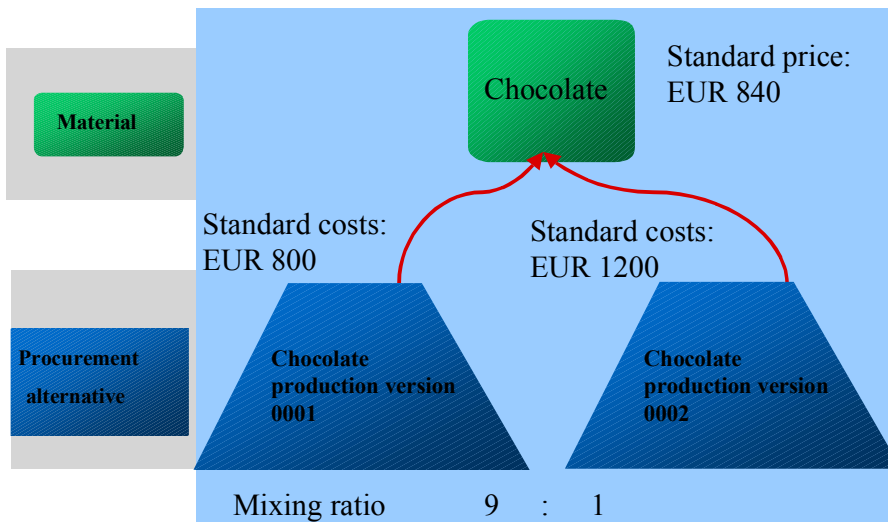 Chocolate
Standard price:
EUR 840
Material
Standard costs:
EUR 800
Standard costs:
EUR 1200
Procurement
alternative
Chocolate
production version
0001
Chocolate
production version
0002
Mixing ratio 9 : 1